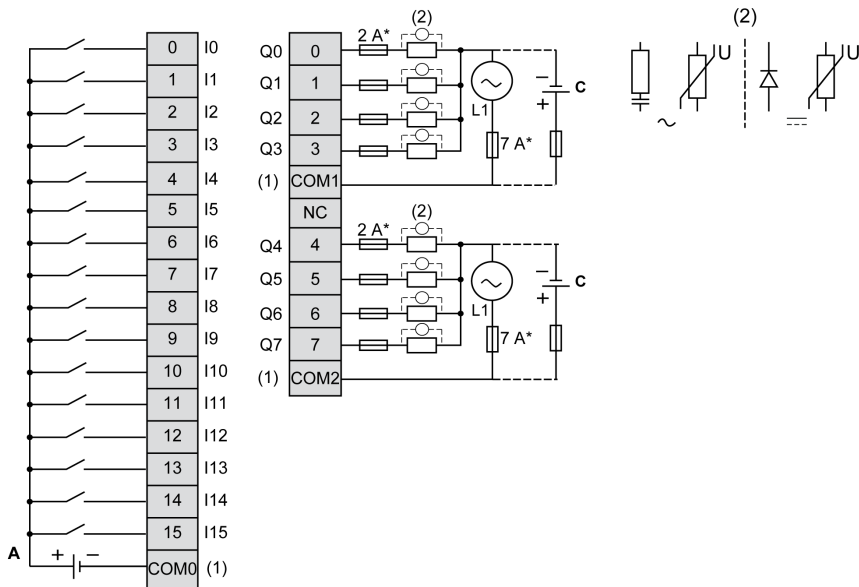 0 I0
1 I1
2 I2
3 I3
4 I4
5 I5
6 I6
7 I7
8 I8
9 I9
10 I10
11 I11
12 I12
13 I13
14 I14
15 I15
A + − COM0 (1)
(2)
2 A*
Q0 0
Q1 1
Q2 2
Q3 3
(1) COM1
NC
L1
7 A*
−
+
C
(2)
2 A*
Q4 4
Q5 5
Q6 6
Q7 7
(1) COM2
L1
7 A*
−
+
C
(2)
U
U